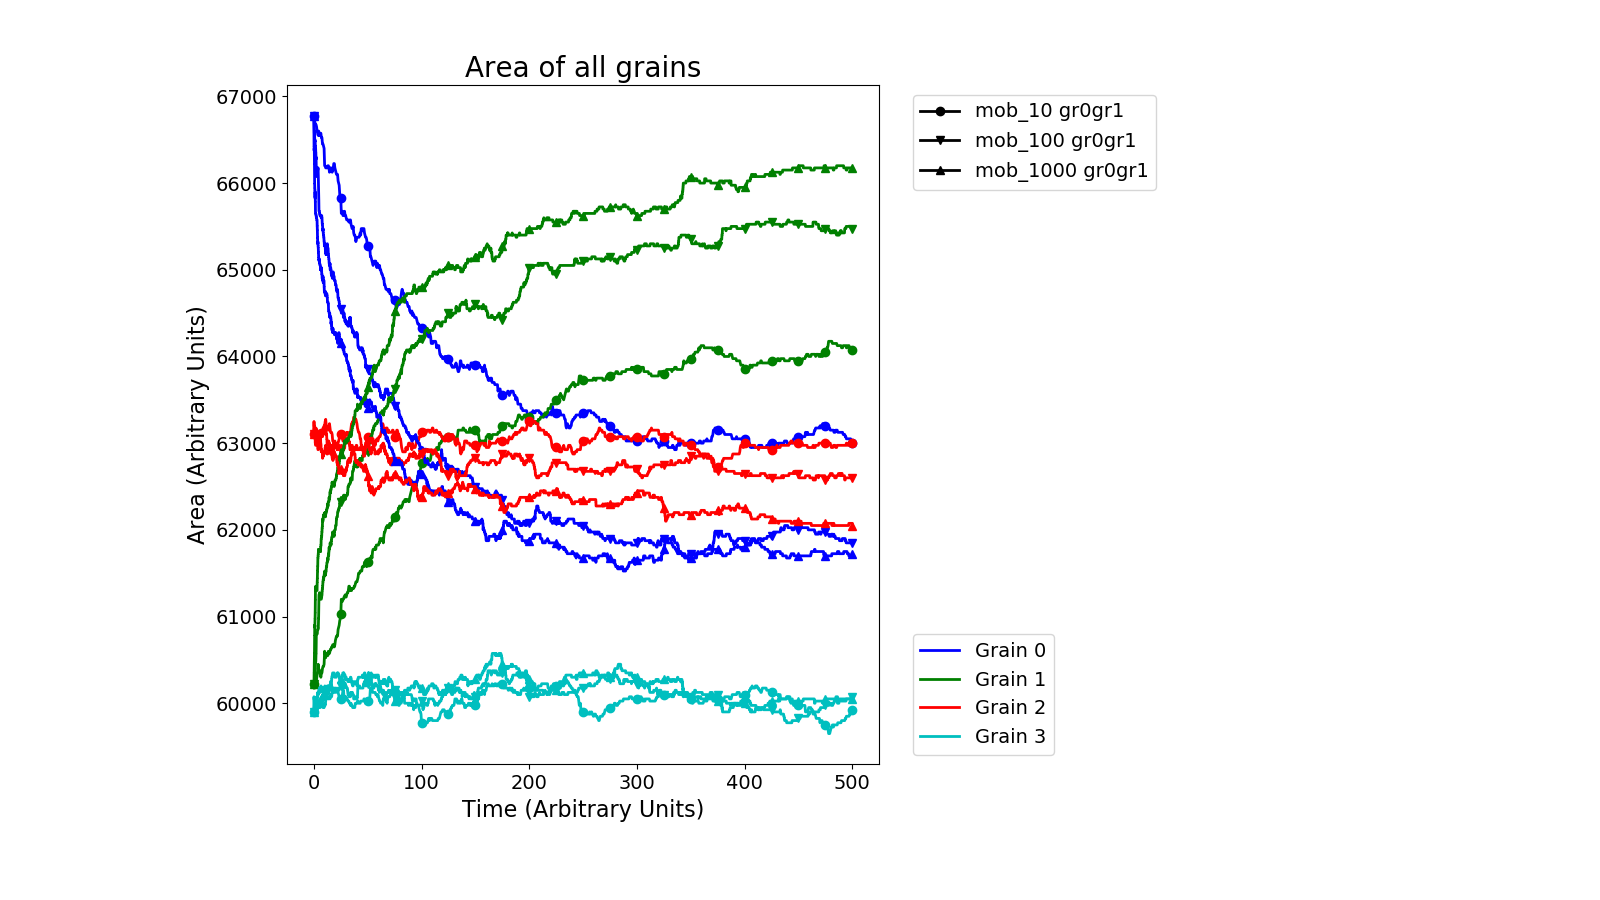 Area of all grains
67000
66000
65000
64000
63000
62000
61000
60000
Area (Arbitrary Units)
0 100 200 300 400 500
Time (Arbitrary Units)
mob_10 gr0gr1
mob_100 gr0gr1
mob_1000 gr0gr1
Grain 0
Grain 1
Grain 2
Grain 3